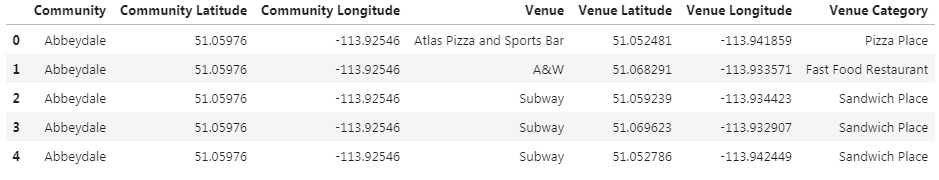 Community Community Latitude Community Longitude Venue Venue Latitude Venue Longitude Venue Category
0 Abbeydale 51.05976 -113.92546 Atlas Pizza and Sports Bar 51.052481 -113.941859 Pizza Place
1 Abbeydale 51.05976 -113.92546 A&W 51.068291 -113.933571 Fast Food Restaurant
2 Abbeydale 51.05976 -113.92546 Subway 51.059239 -113.934423 Sandwich Place
3 Abbeydale 51.05976 -113.92546 Subway 51.069623 -113.932907 Sandwich Place
4 Abbeydale 51.05976 -113.92546 Subway 51.052786 -113.942449 Sandwich Place